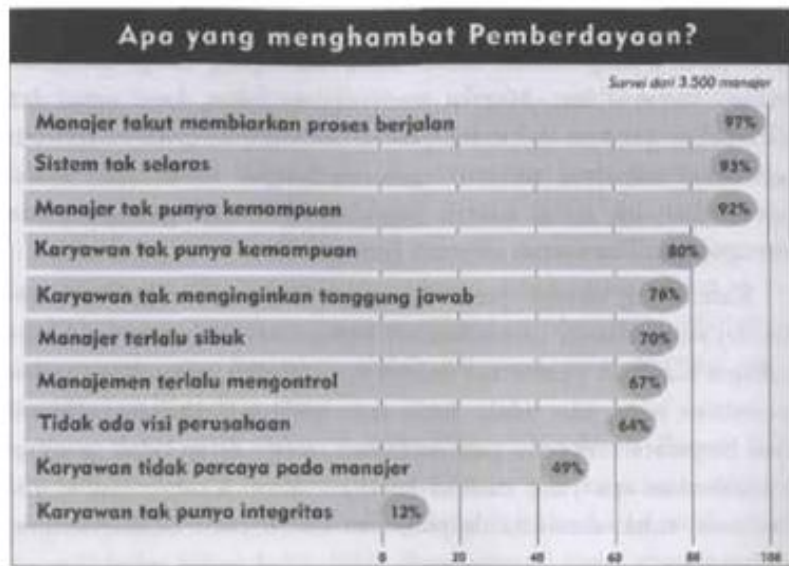 Apa yang menghambat Pemberdayaan?
Survei dari 3.500 manajer
Manajer takut membiarkan proses berjalan 97%
Sistem tak selaras 93%
Manajer tak punya kemampuan 92%
Karyawan tak punya kemampuan 80%
Karyawan tak menginginkan tanggung jawab 76%
Manajer terlalu sibuk 70%
Manajemen terlalu mengontrol 67%
Tidak ada visi perusahaan 64%
Karyawan tidak percaya pada manajer 49%
Karyawan tak punya integritas 12%
0 20 40 60 80 100